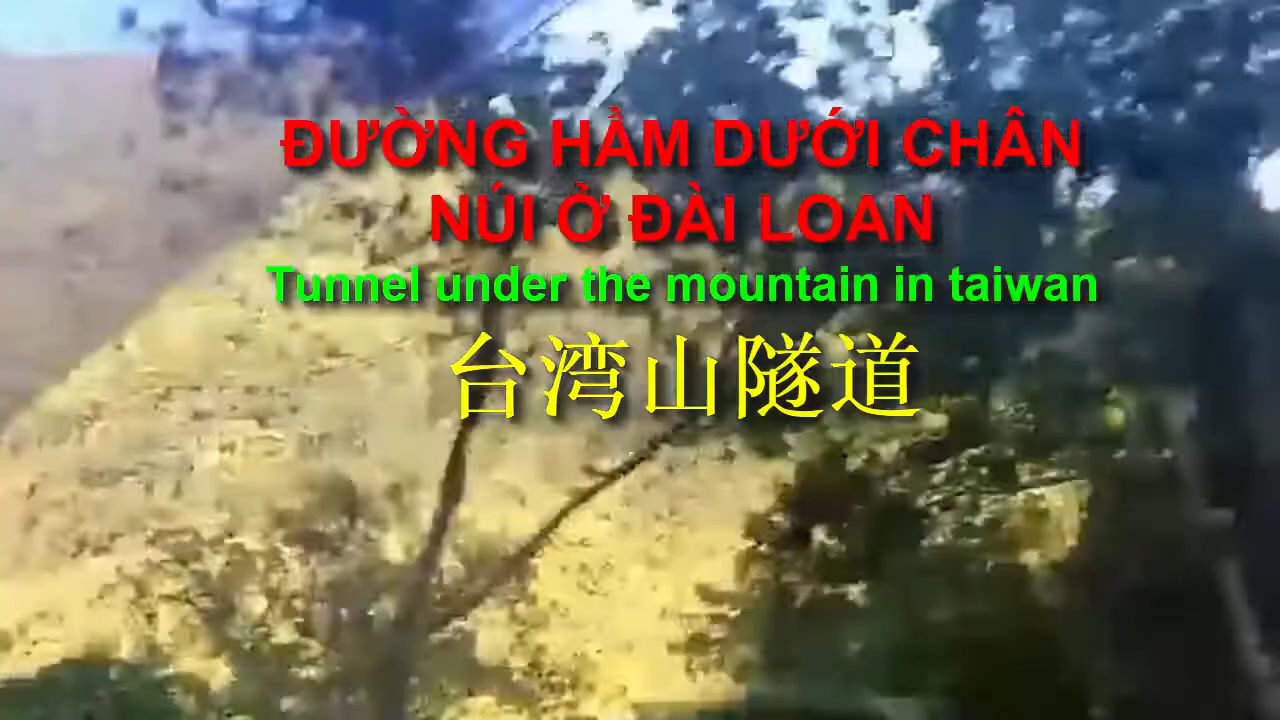 ĐƯỜNG HẦM DƯỚI CHÂN
NÚI Ở ĐÀI LOAN
Tunnel under the mountain in taiwan
台湾山隧道